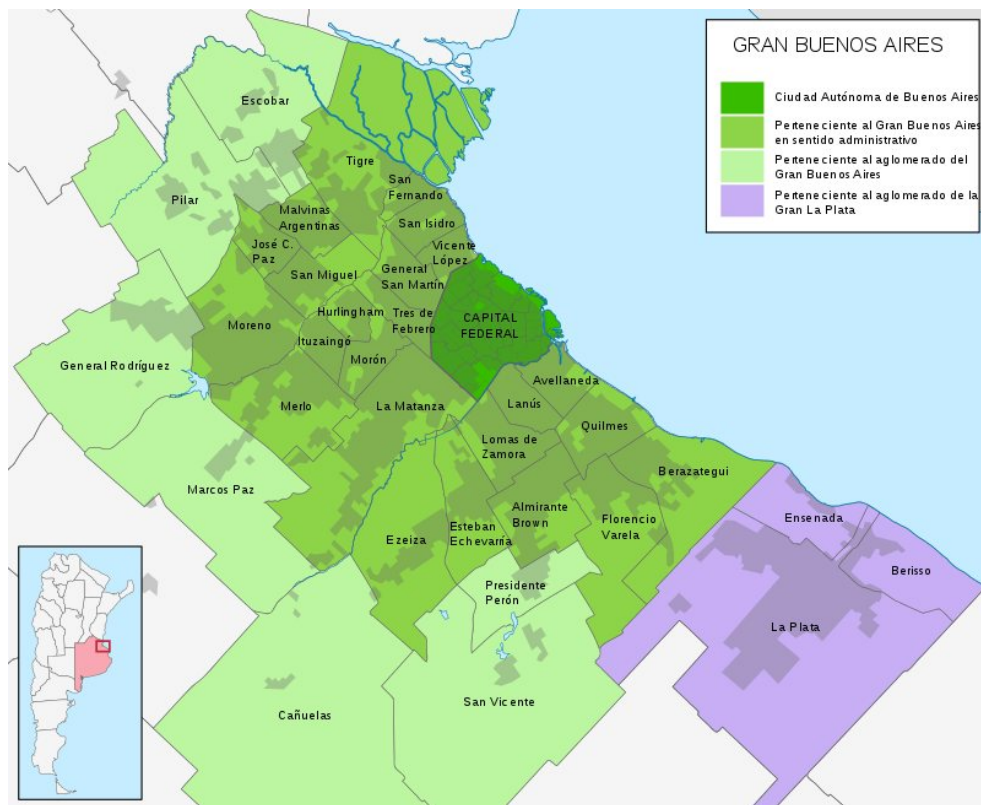 GRAN BUENOS AIRES
Ciudad Autónoma de Buenos Aires
Perteneciente al Gran Buenos Aires
en sentido administrativo
Perteneciente al aglomerado del
Gran Buenos Aires
Perteneciente al aglomerado de la
Gran La Plata
Escobar
Pilar
Tigre
San
Fernando
Malvinas
Argentinas
San Isidro
José C.
Paz
Vicente
López
San Miguel
General
San Martín
Moreno
Hurlingham
Tres de
Febrero
CAPITAL
FEDERAL
Ituzaingó
Morón
General Rodríguez
Merlo
La Matanza
Avellaneda
Lanús
Quilmes
Lomas de
Zamora
Berazategui
Marcos Paz
Ezeiza
Esteban
Echevarría
Almirante
Brown
Florencio
Varela
Ensenada
Berisso
Presidente
Perón
La Plata
Cañuelas
San Vicente